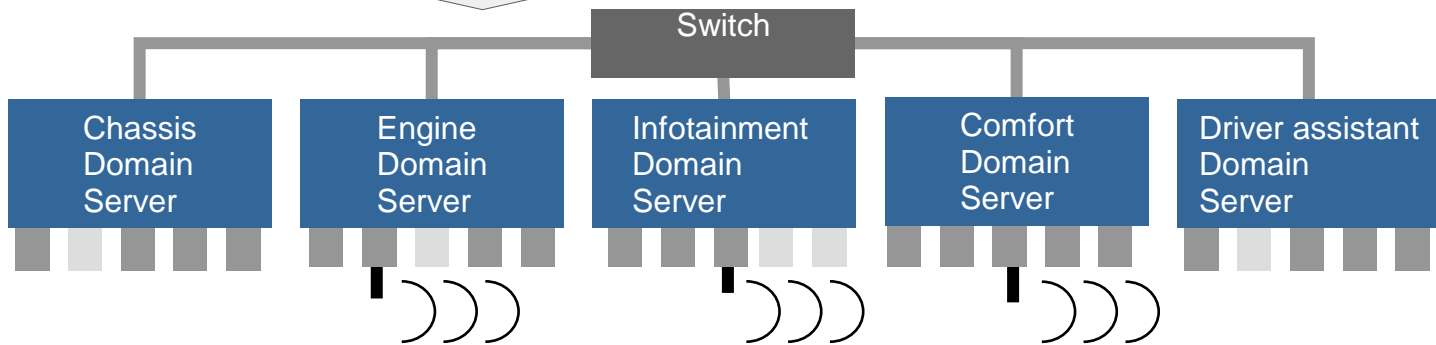 Switch
Chassis
Domain
Server
Engine
Domain
Server
Infotainment
Domain
Server
Comfort
Domain
Server
Driver assistant
Domain
Server